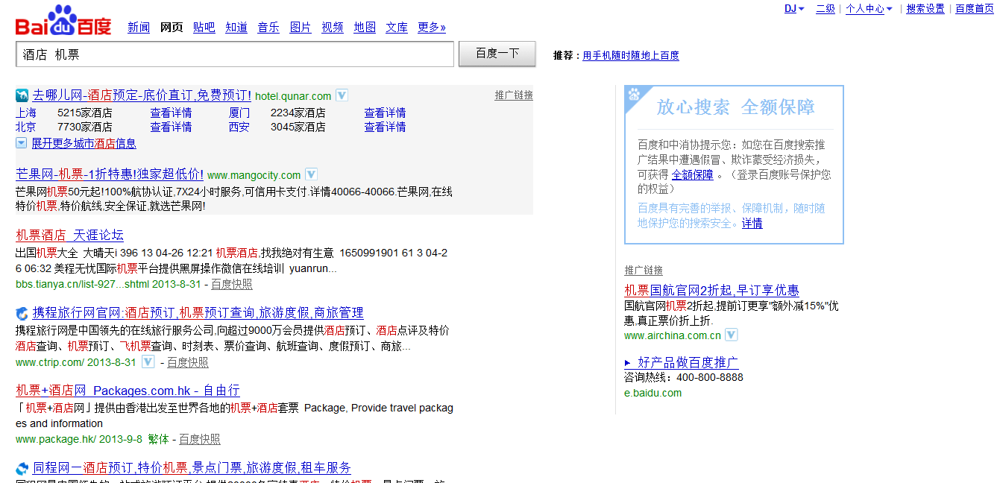 DJ 二级 | 个人中心 | 搜索设置 | 百度首页
Bai du 百度 新闻 网页 贴吧 知道 音乐 图片 视频 地图 文库 更多»
酒店 机票 百度一下 推荐：用手机随时随地上百度
去哪儿网-酒店预定-底价直订,免费预订! hotel.qunar.com V 推广链接
上海 5215家酒店 查看详情 厦门 2234家酒店 查看详情
北京 7730家酒店 查看详情 西安 3045家酒店 查看详情
展开更多城市酒店信息
芒果网-机票-1折特惠!独家超低价! www.mangocity.com V
芒果网机票50元起!100%航协认证,7X24小时服务,可信用卡支付.详情40066-40066.芒果网,在线
特价机票,特价航线,安全保证,就选芒果网!
机票酒店_天涯论坛
出国机票大全 大晴天i 396 13 04-26 12:21 机票酒店,找我绝对有生意 1650991901 61 3 04-2
6 06:32 美程无忧国际机票平台提供黑屏操作微信在线培训 yuanrun...
bbs.tianya.cn/list-927...shtml 2013-8-31 - 百度快照
携程旅行网官网:酒店预订,机票预订查询,旅游度假,商旅管理
携程旅行网是中国领先的在线旅行服务公司,向超过9000万会员提供酒店预订、酒店点评及特价
酒店查询、机票预订、飞机票查询、时刻表、票价查询、航班查询、度假预订、商旅...
www.ctrip.com/ 2013-8-31 V - 百度快照
机票+酒店网_Packages.com.hk - 自由行
「机票+酒店网」提供由香港出发至世界各地的机票+酒店套票 Package, Provide travel packag
es and information
www.package.hk/ 2013-9-8 繁体 - 百度快照
同程网—酒店预订,特价机票,景点门票,旅游度假,租车服务
放心搜索 全额保障
百度和中消协提示您：如您在百度搜索推
广结果中遭遇假冒、欺诈蒙受经济损失，
可获得 全额保障 。（登录百度账号保护您
的权益）
百度具有完善的举报、保障机制，随时随
地保护您的搜索安全。详情
推广链接
机票国航官网2折起,早订享优惠
国航官网机票2折起.提前订更享"额外减15%"优
惠,真正票价折上折.
www.airchina.com.cn V
好产品做百度推广
咨询热线：400-800-8888
e.baidu.com